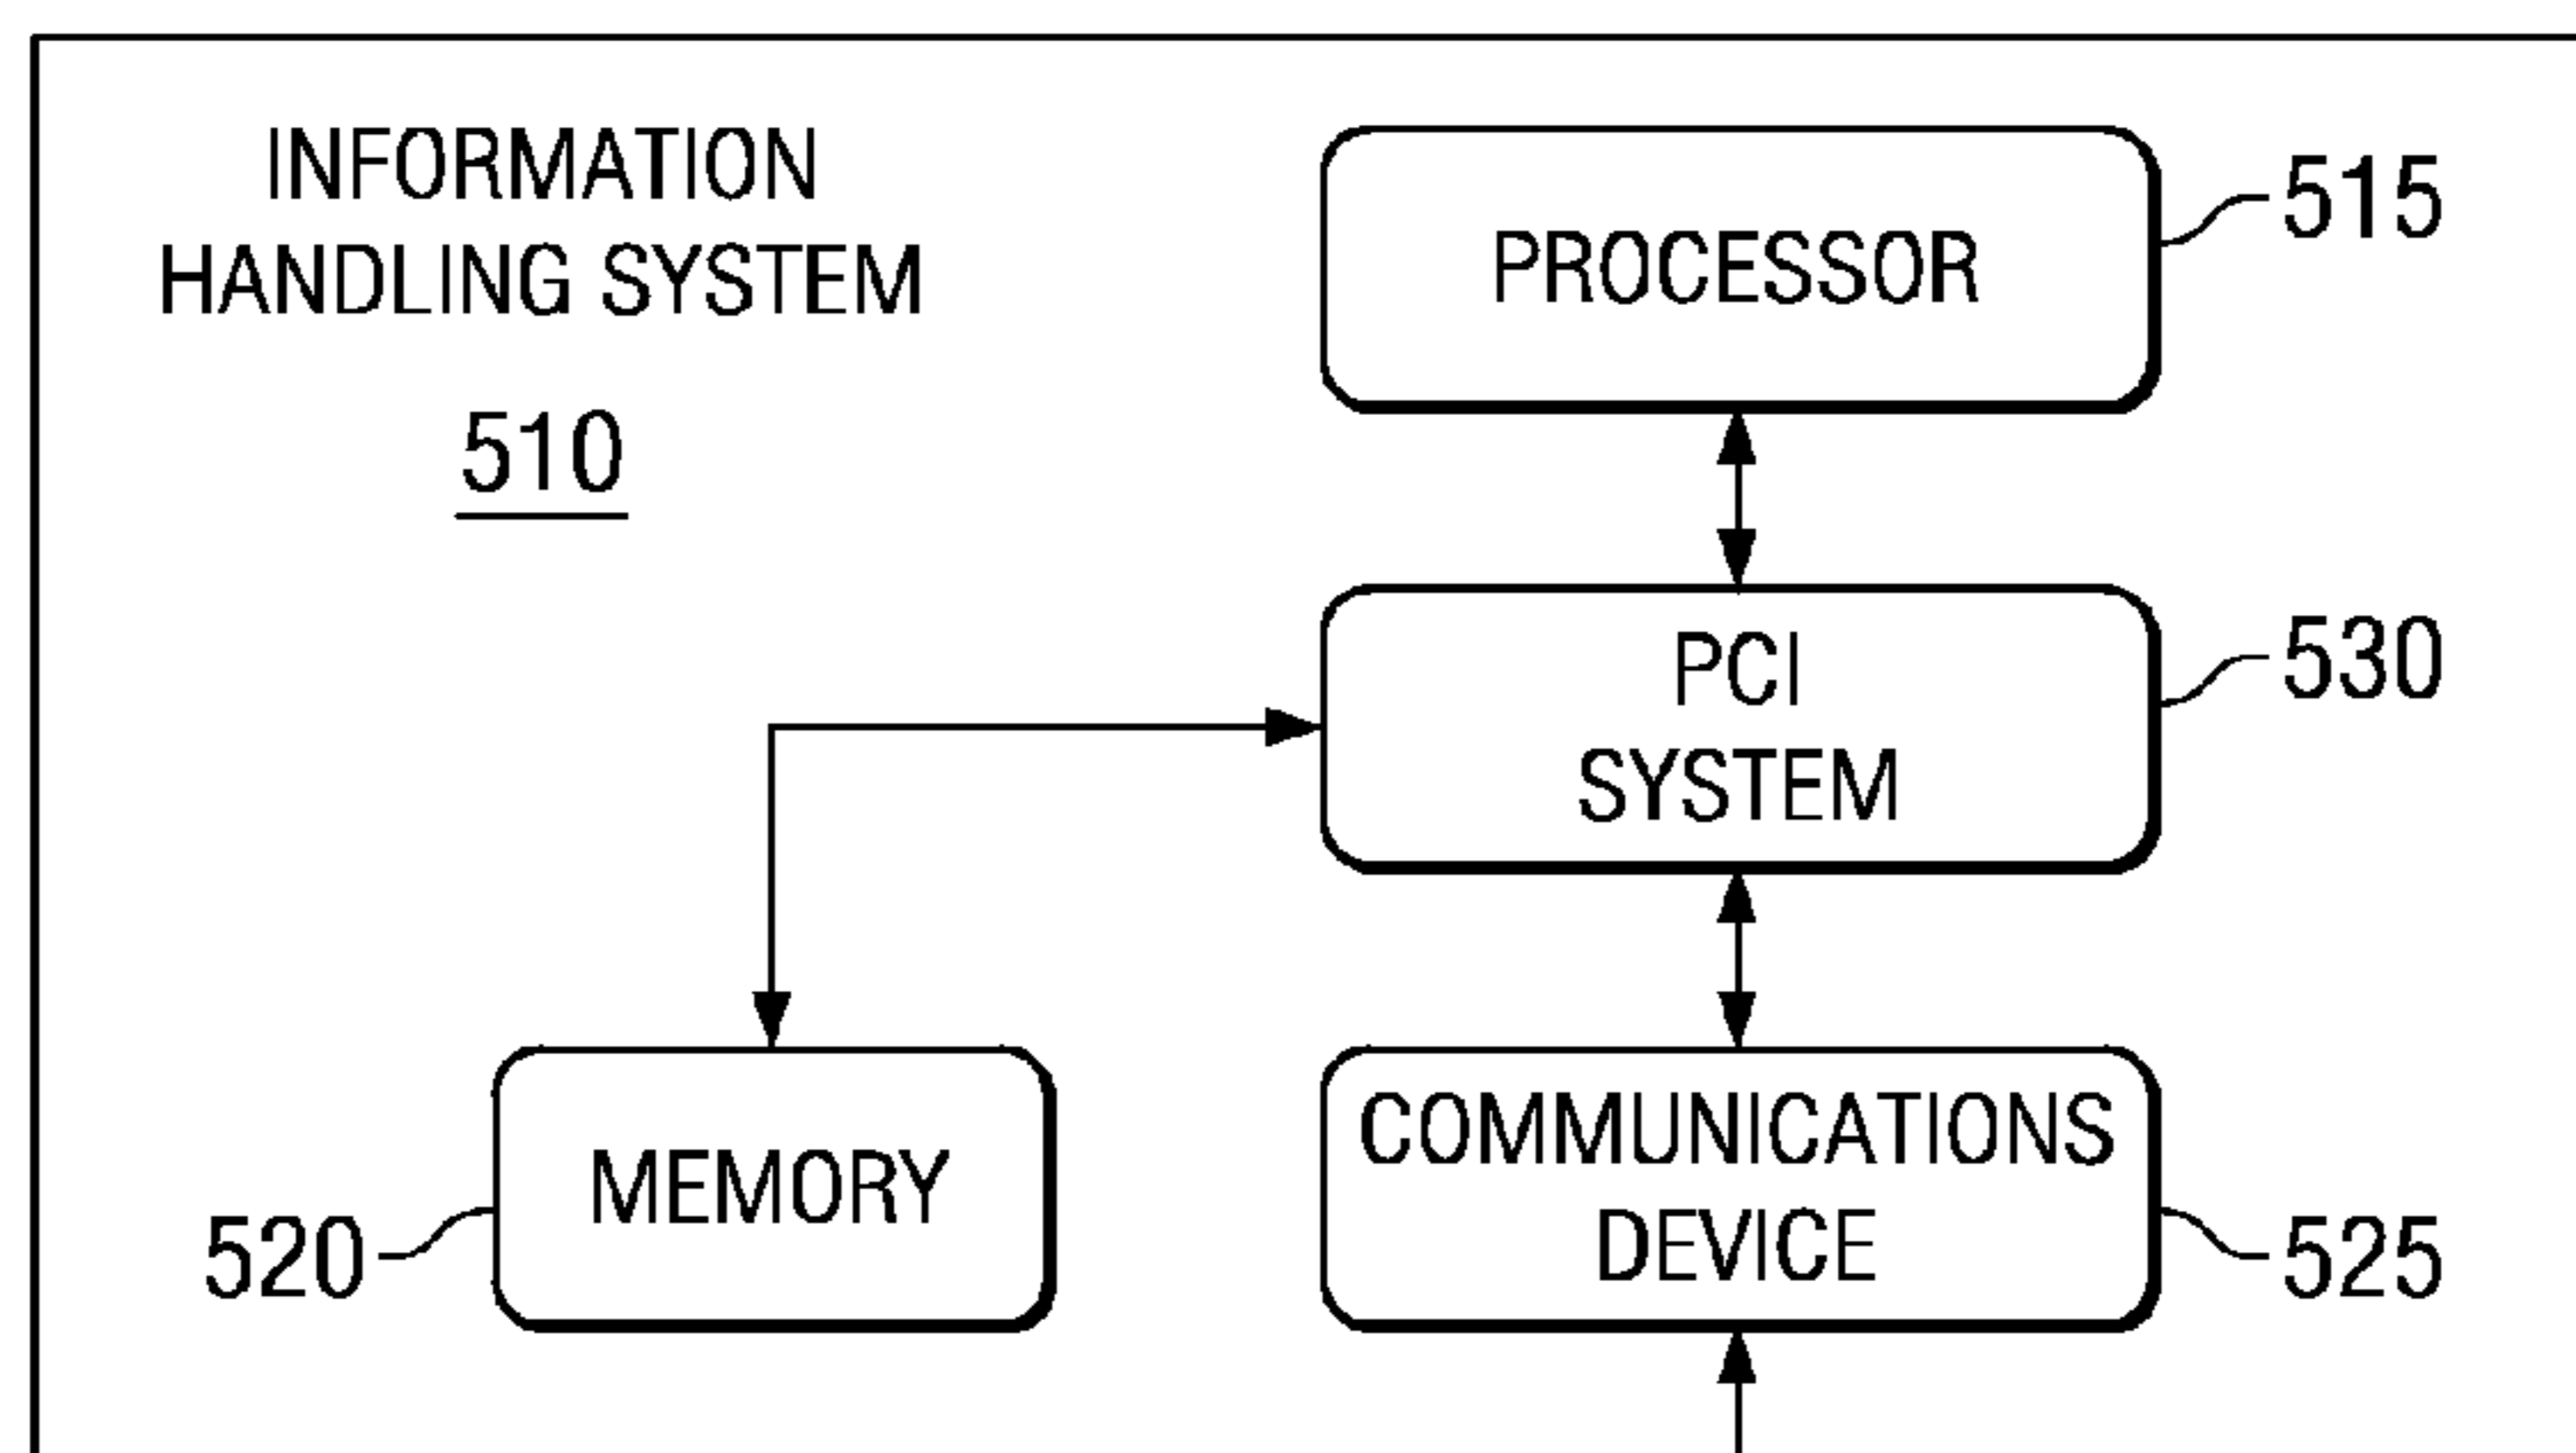 INFORMATION
HANDLING SYSTEM
510
PROCESSOR
515
PCI
SYSTEM
530
MEMORY
520
COMMUNICATIONS
DEVICE
525